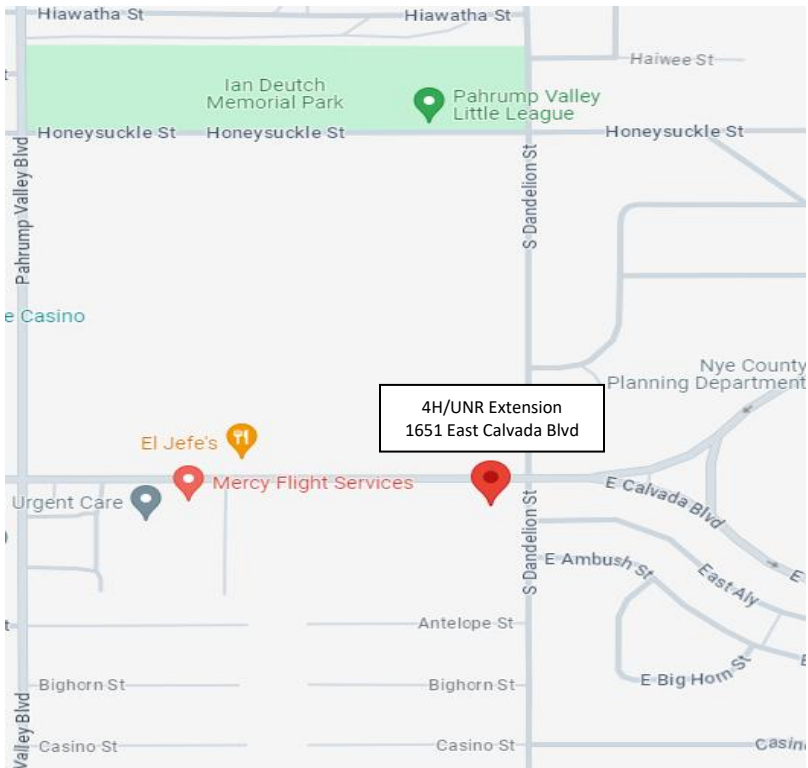 Hiawatha St
Hiawatha St
Haiwee St
Ian Deutch
Memorial Park
Pahrump Valley
Little League
Honeysuckle St
Honeysuckle St
Honeysuckle St
Pahrump Valley Blvd
S Dandelion St
e Casino
Nye County
Planning Department
4H/UNR Extension
1651 East Calvada Blvd
El Jefe's
Mercy Flight Services
Urgent Care
E Calvada Blvd
S Dandelion St
E Ambush St
East Aly
E
Antelope St
E Big Horn St
Bighorn St
Bighorn St
Valley Blvd
Casino St
Casino St
Casino